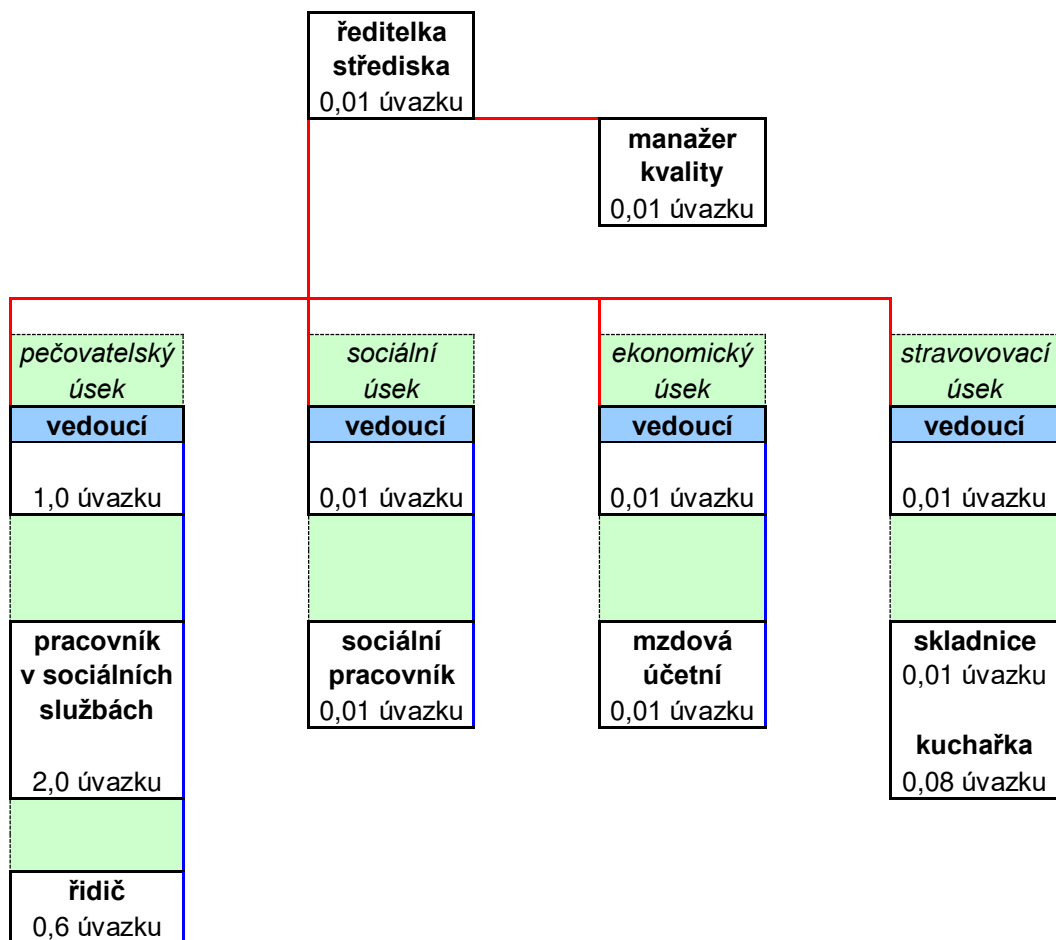 ředitelka
střediska
0,01 úvazku
manažer
kvality
0,01 úvazku
pečovatelský
úsek
vedoucí
1,0 úvazku
pracovník
v sociálních
službách
2,0 úvazku
řidič
0,6 úvazku
sociální
úsek
vedoucí
0,01 úvazku
sociální
pracovník
0,01 úvazku
ekonomický
úsek
vedoucí
0,01 úvazku
mzdová
účetní
0,01 úvazku
stravovovací
úsek
vedoucí
0,01 úvazku
skladnice
0,01 úvazku
kuchařka
0,08 úvazku